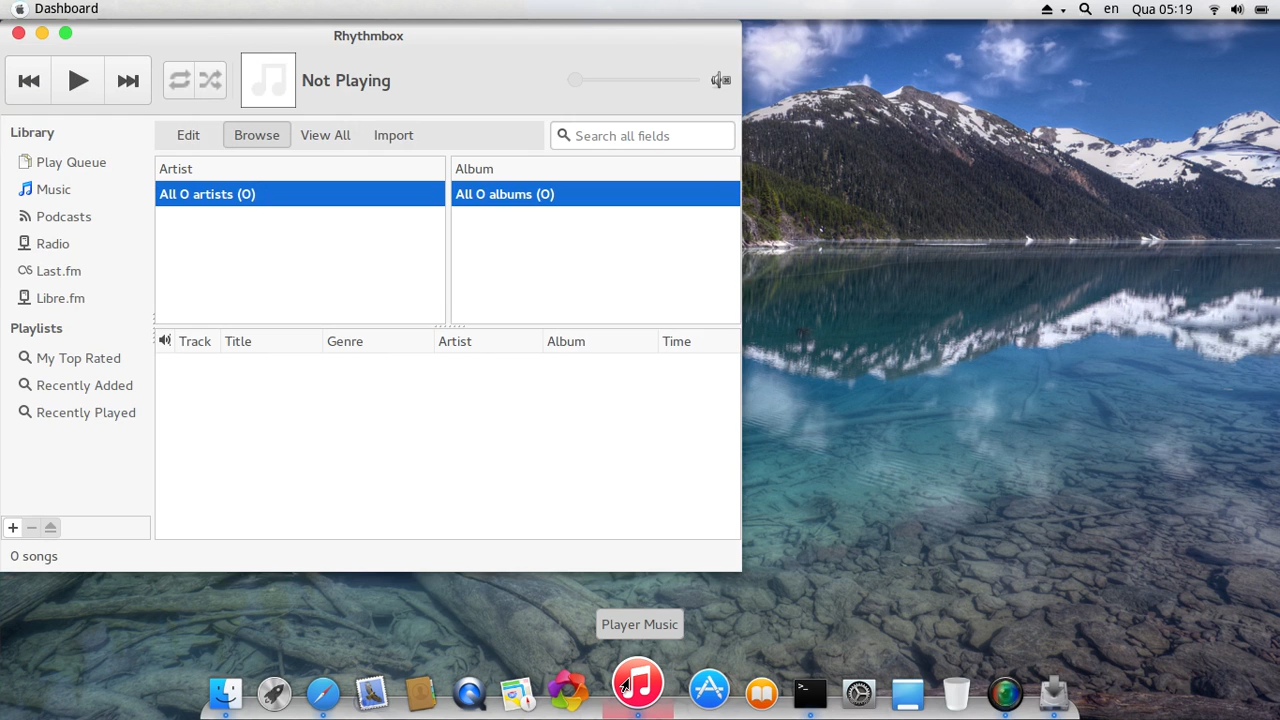 Dashboard
en Qua 05:19
Rhythmbox
Not Playing
Library
Edit Browse View All Import Search all fields
Play Queue
Music
Podcasts
Radio
Last.fm
Libre.fm
Artist Album
All 0 artists (0) All 0 albums (0)
Playlists
My Top Rated
Recently Added
Recently Played
Track Title Genre Artist Album Time
0 songs
Player Music